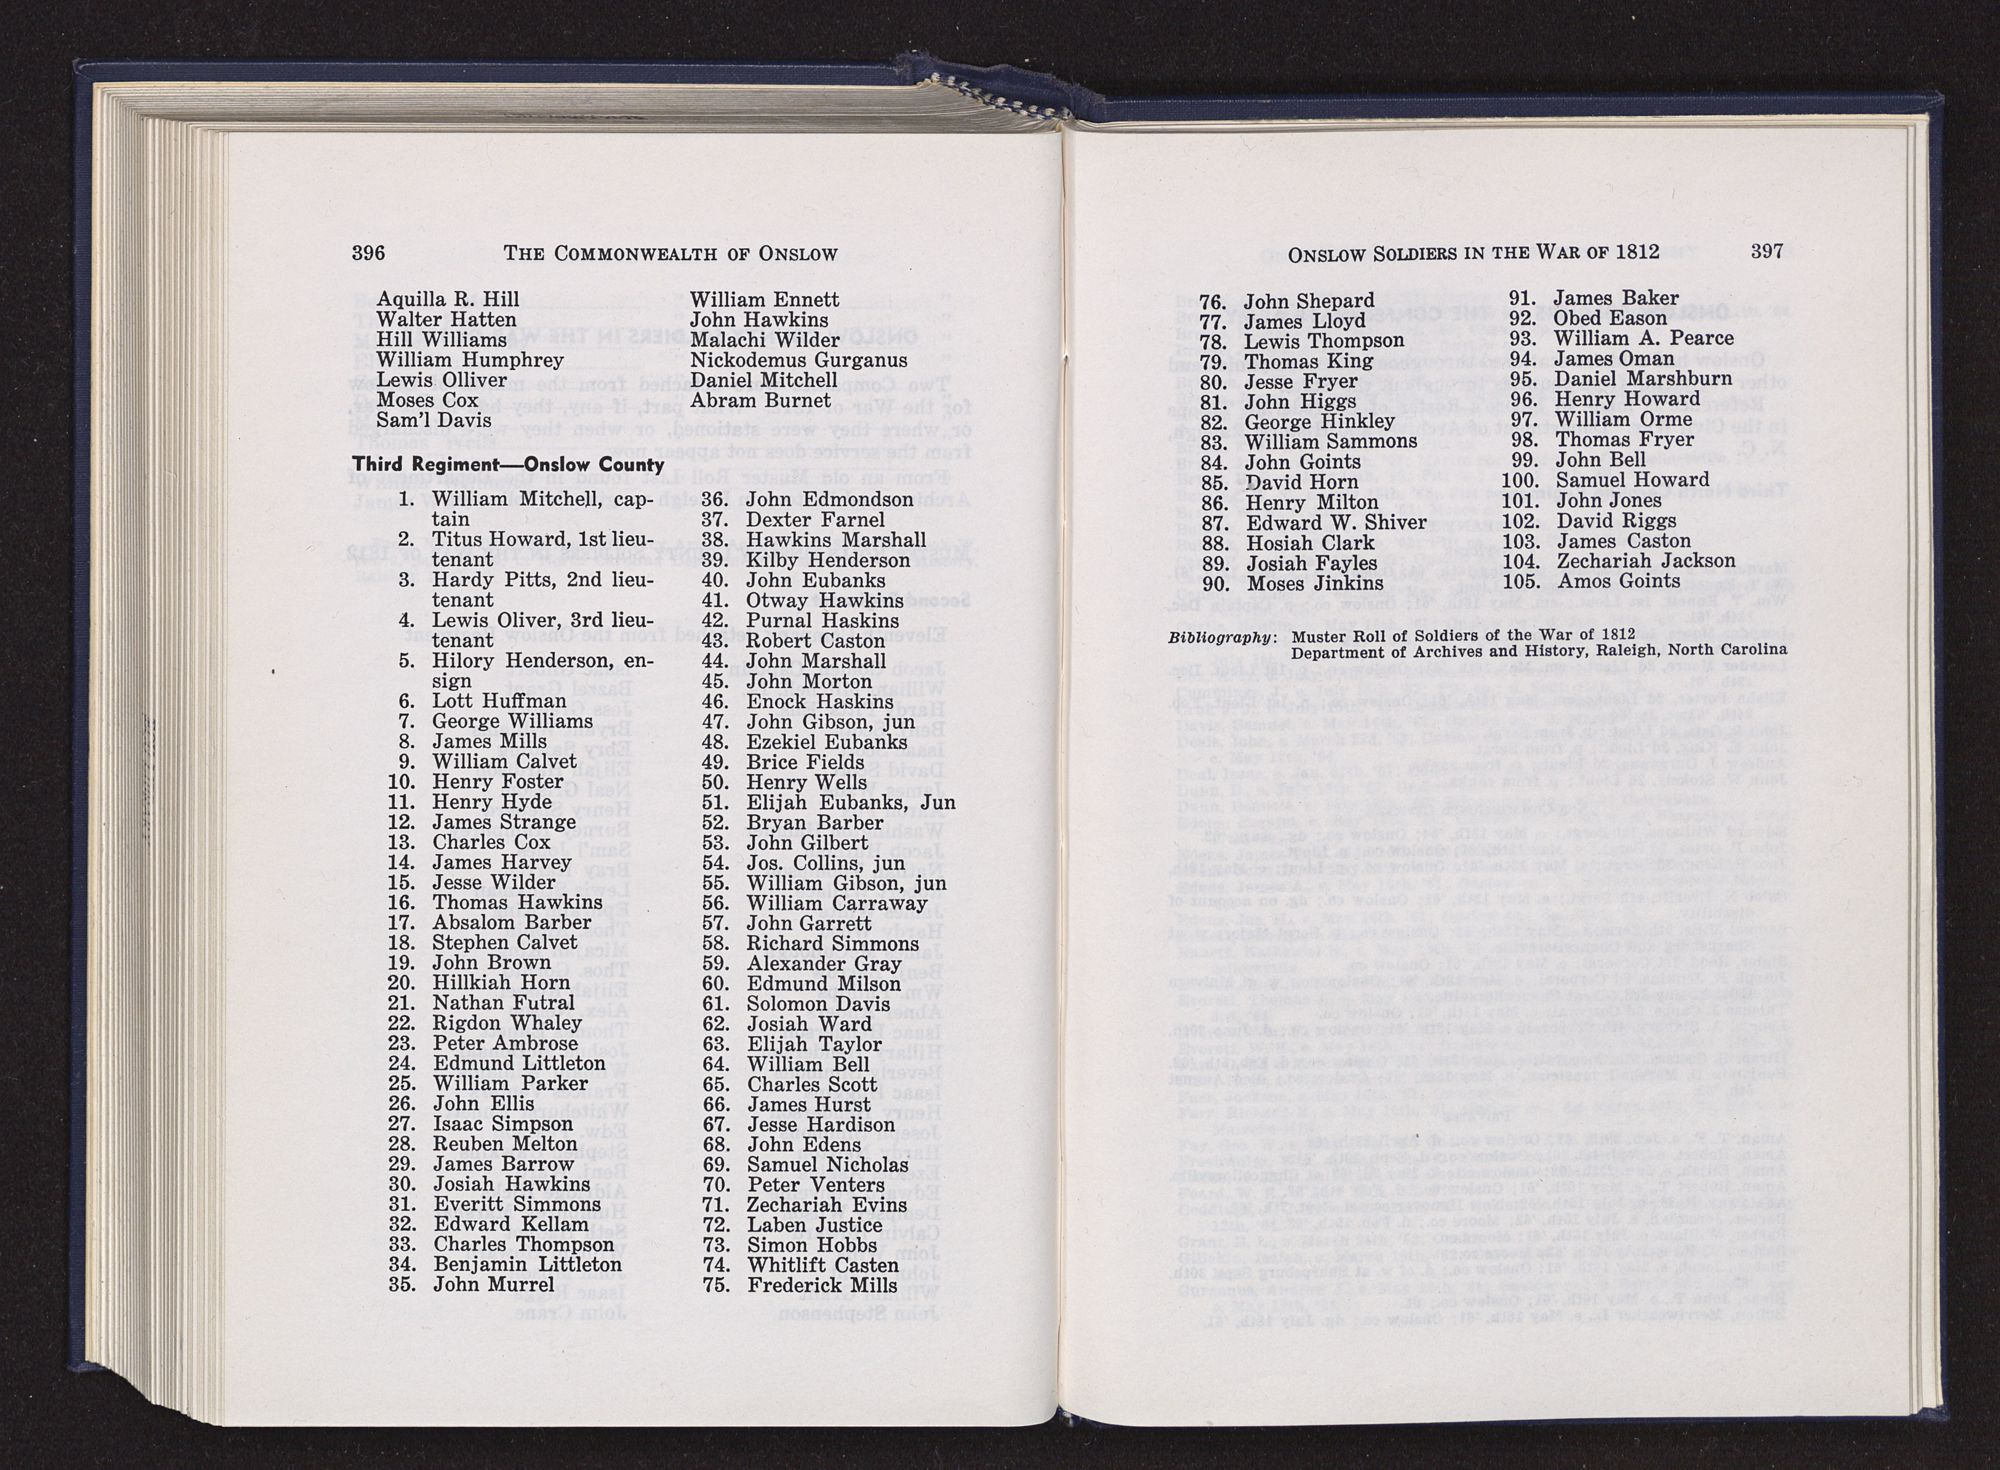 396 THE COMMONWEALTH OF ONSLOW
Aquilla R. Hill
Walter Hatten
Hill Williams
William Humphrey
Lewis Olliver
Moses Cox
Sam'l Davis
William Ennett
John Hawkins
Malachi Wilder
Nickodemus Gurganus
Daniel Mitchell
Abram Burnet
Third Regiment—Onslow County
1. William Mitchell, cap-
tain
2. Titus Howard, 1st lieu-
tenant
3. Hardy Pitts, 2nd lieu-
tenant
4. Lewis Oliver, 3rd lieu-
tenant
5. Hilory Henderson, en-
sign
6. Lott Huffman
7. George Williams
8. James Mills
9. William Calvet
10. Henry Foster
11. Henry Hyde
12. James Strange
13. Charles Cox
14. James Harvey
15. Jesse Wilder
16. Thomas Hawkins
17. Absalom Barber
18. Stephen Calvet
19. John Brown
20. Hillkiah Horn
21. Nathan Futral
22. Rigdon Whaley
23. Peter Ambrose
24. Edmund Littleton
25. William Parker
26. John Ellis
27. Isaac Simpson
28. Reuben Melton
29. James Barrow
30. Josiah Hawkins
31. Everitt Simmons
32. Edward Kellam
33. Charles Thompson
34. Benjamin Littleton
35. John Murrel
36. John Edmondson
37. Dexter Farnel
38. Hawkins Marshall
39. Kilby Henderson
40. John Eubanks
41. Otway Hawkins
42. Purnal Haskins
43. Robert Caston
44. John Marshall
45. John Morton
46. Enock Haskins
47. John Gibson, jun
48. Ezekiel Eubanks
49. Brice Fields
50. Henry Wells
51. Elijah Eubanks, Jun
52. Bryan Barber
53. John Gilbert
54. Jos. Collins, jun
55. William Gibson, jun
56. William Carraway
57. John Garrett
58. Richard Simmons
59. Alexander Gray
60. Edmund Milson
61. Solomon Davis
62. Josiah Ward
63. Elijah Taylor
64. William Bell
65. Charles Scott
66. James Hurst
67. Jesse Hardison
68. John Edens
69. Samuel Nicholas
70. Peter Venters
71. Zechariah Evins
72. Laben Justice
73. Simon Hobbs
74. Whitlift Casten
75. Frederick Mills
ONSLOW SOLDIERS IN THE WAR OF 1812 397
76. John Shepard
77. James Lloyd
78. Lewis Thompson
79. Thomas King
80. Jesse Fryer
81. John Higgs
82. George Hinkley
83. William Sammons
84. John Goints
85. David Horn
86. Henry Milton
87. Edward W. Shiver
88. Hosiah Clark
89. Josiah Fayles
90. Moses Jinkins
91. James Baker
92. Obed Eason
93. William A. Pearce
94. James Oman
95. Daniel Marshburn
96. Henry Howard
97. William Orme
98. Thomas Fryer
99. John Bell
100. Samuel Howard
101. John Jones
102. David Riggs
103. James Caston
104. Zechariah Jackson
105. Amos Goints
Bibliography: Muster Roll of Soldiers of the War of 1812
Department of Archives and History, Raleigh, North Carolina